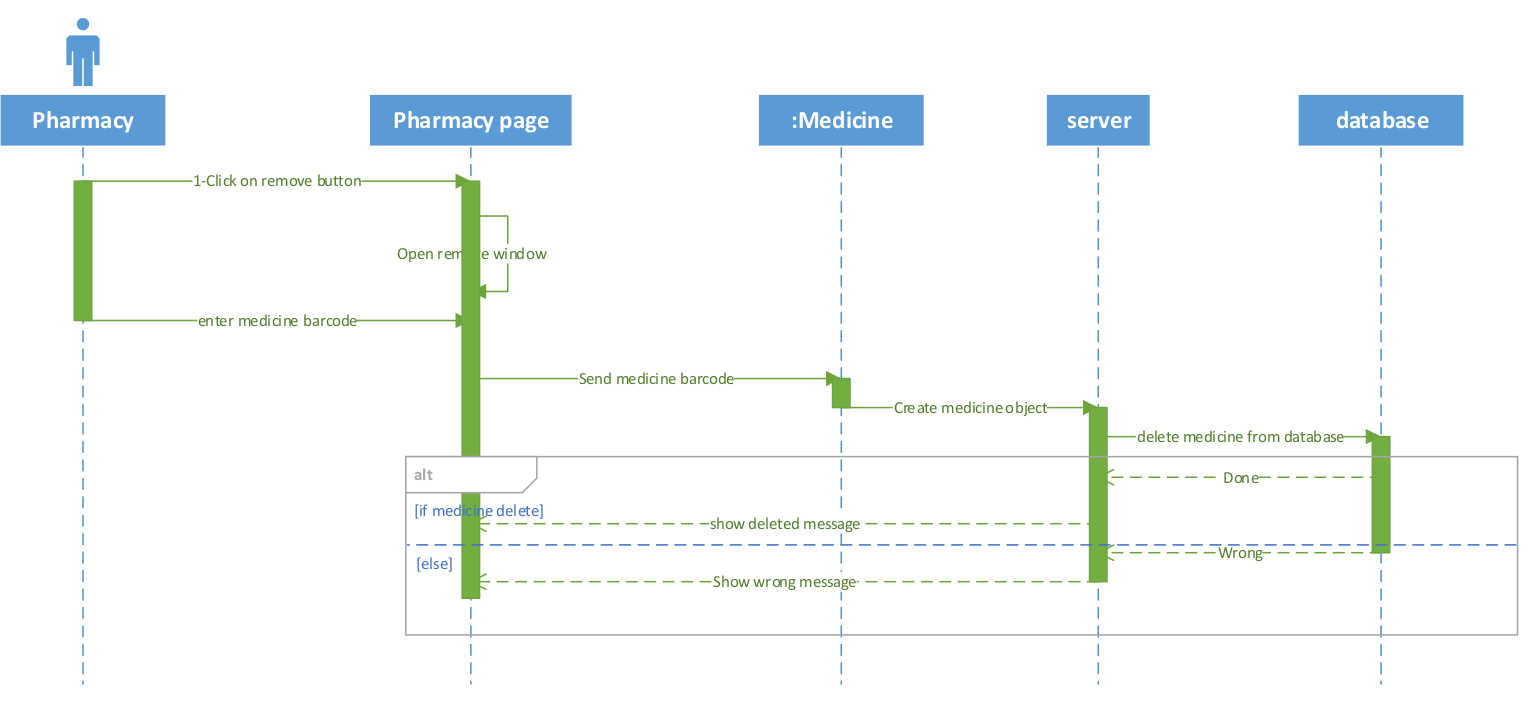 Pharmacy
Pharmacy page
:Medicine
server
database
1-Click on remove button
Open remove window
enter medicine barcode
Send medicine barcode
Create medicine object
delete medicine from database
alt
Done
[if medicine delete]
show deleted message
Wrong
[else]
Show wrong message